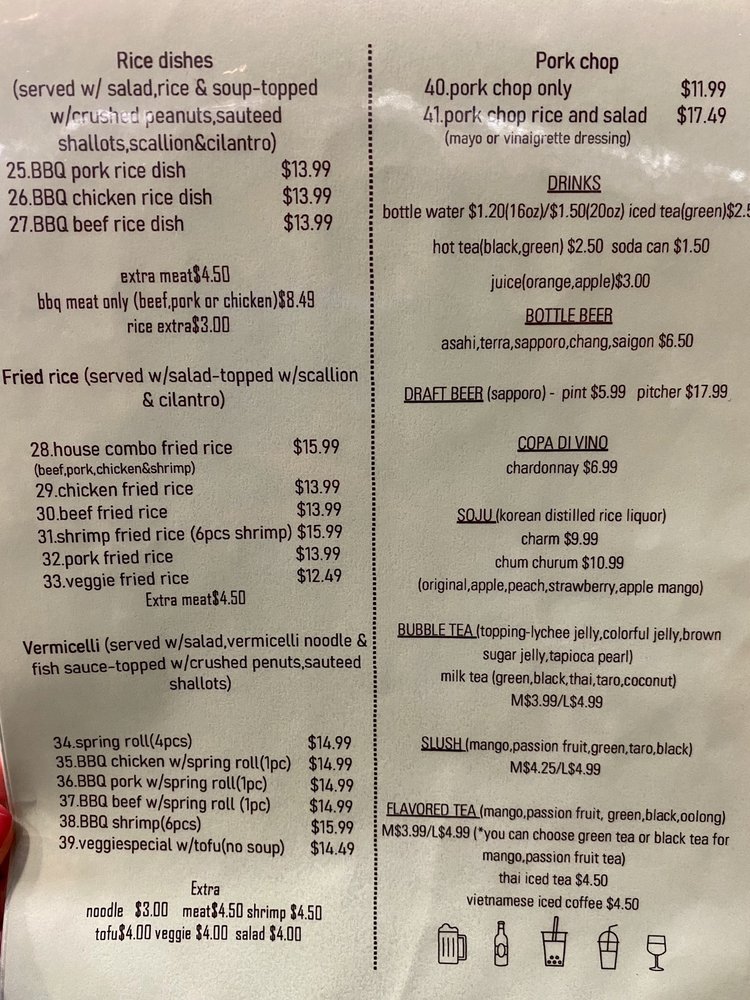 Rice dishes
(served w/ salad,rice & soup-topped
w/crushed peanuts,sauteed
shallots,scallion&cilantro)
25.BBQ pork rice dish $13.99
26.BBQ chicken rice dish $13.99
27.BBQ beef rice dish $13.99
extra meat$4.50
bbq meat only (beef,pork or chicken)$8.49
rice extra$3.00
Fried rice (served w/salad-topped w/scallion
& cilantro)
28.house combo fried rice $15.99
(beef,pork,chicken&shrimp)
29.chicken fried rice $13.99
30.beef fried rice $13.99
31.shrimp fried rice (6pcs shrimp) $15.99
32.pork fried rice $13.99
33.veggie fried rice $12.49
Extra meat$4.50
Vermicelli (served w/salad,vermicelli noodle &
fish sauce-topped w/crushed penuts,sauteed
shallots)
34.spring roll(4pcs) $14.99
35.BBQ chicken w/spring roll(1pc) $14.99
36.BBQ pork w/spring roll(1pc) $14.99
37.BBQ beef w/spring roll (1pc) $14.99
38.BBQ shrimp(6pcs) $15.99
39.veggiespecial w/tofu(no soup) $14.49
Extra
noodle $3.00 meat$4.50 shrimp $4.50
tofu$4.00 veggie $4.00 salad $4.00
Pork chop
40.pork chop only $11.99
41.pork chop rice and salad $17.49
(mayo or vinaigrette dressing)
DRINKS
bottle water $1.20(16oz)/$1.50(20oz) iced tea(green)
hot tea(black,green) $2.50 soda can $1.50
juice(orange,apple)$3.00
BOTTLE BEER
asahi,terra,sapporo,chang,saigon $6.50
DRAFT BEER (sapporo) - pint $5.99 pitcher $17.99
COPA DI VINO
chardonnay $6.99
SOJU (korean distilled rice liquor)
charm $9.99
chum churum $10.99
(original,apple,peach,strawberry,apple mango)
BUBBLE TEA (topping-lychee jelly,colorful jelly,brown
sugar jelly,tapioca pearl)
milk tea (green,black,thai,taro,coconut)
M$3.99/L$4.99
SLUSH (mango,passion fruit,green,taro,black)
M$4.25/L$4.99
FLAVORED TEA (mango,passion fruit, green,black,oolong)
M$3.99/L$4.99 (*you can choose green tea or black tea for
mango,passion fruit tea)
thai iced tea $4.50
vietnamese iced coffee $4.50